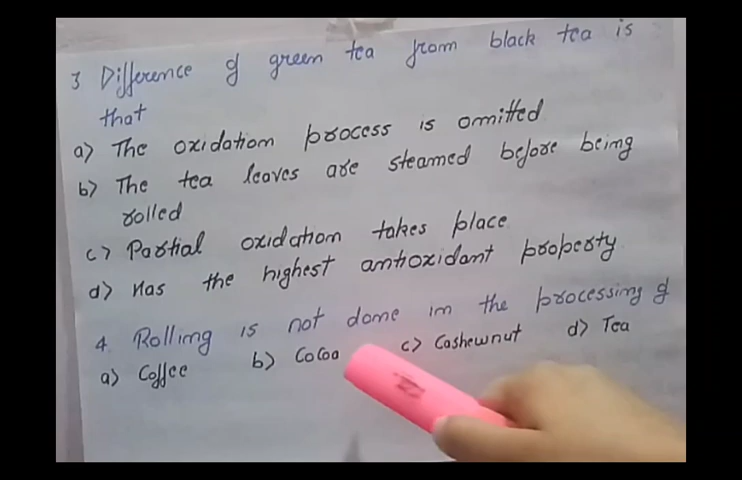 3 Difference of green tea from black tea is
that
a) The oxidation process is omitted
b) The tea leaves are steamed before being
rolled
c) Partial oxidation takes place
d) Has the highest antioxidant property
4. Rolling is not done in the processing of
a) Coffee b) Cocoa c) Cashewnut d) Tea